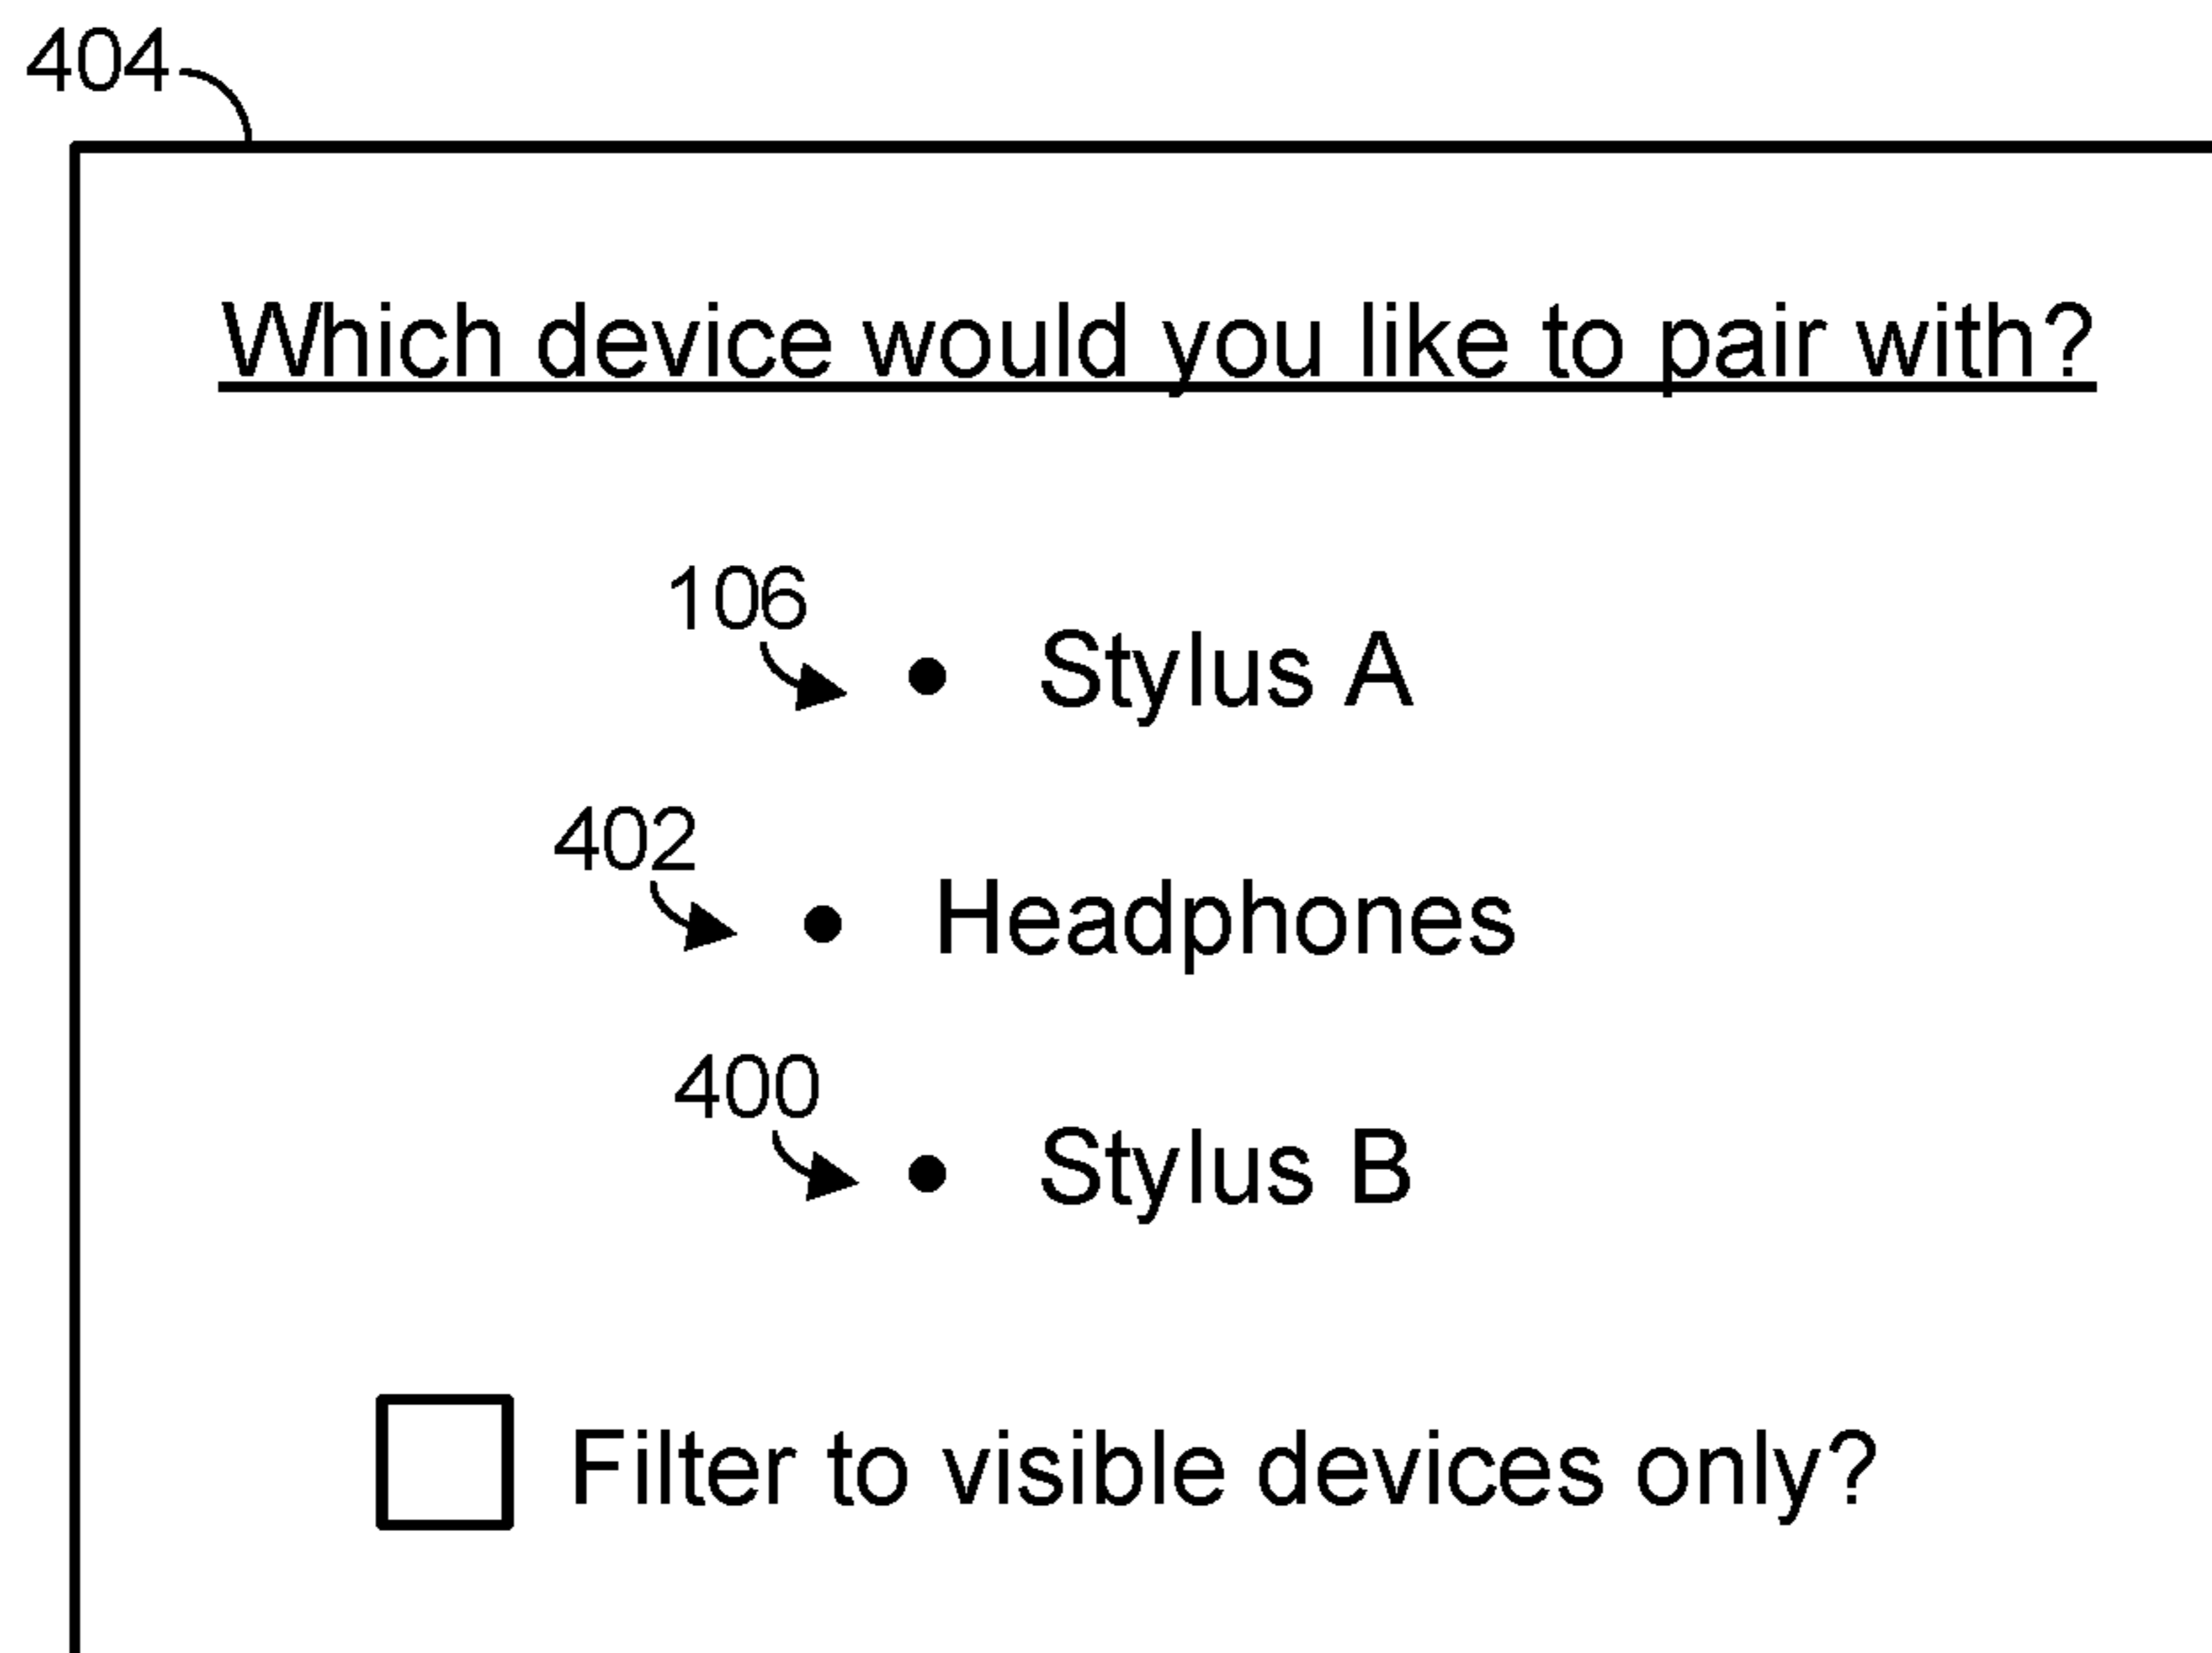 404
Which device would you like to pair with?
106
• Stylus A
402
• Headphones
400
• Stylus B
Filter to visible devices only?